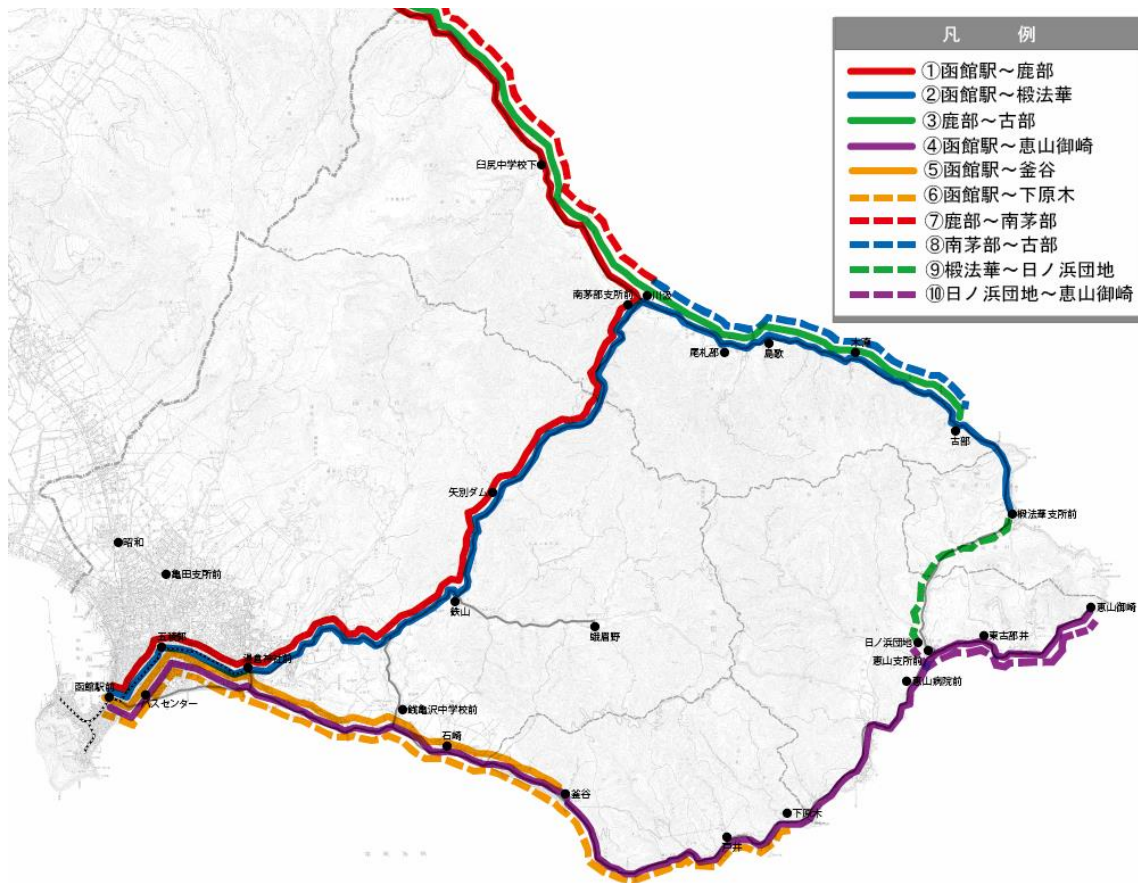 凡 例
①函館駅～鹿部
②函館駅～椴法華
③鹿部～古部
④函館駅～恵山御崎
⑤函館駅～釜谷
⑥函館駅～下原木
⑦鹿部～南茅部
⑧南茅部～古部
⑨椴法華～日ノ浜団地
⑩日ノ浜団地～恵山御崎
臼尻中学校下
南茅部支所前
川汲
尾札部
島歌
木直
古部
矢別ダム
椴法華支所前
昭和
亀田支所前
鉄山
蛾眉野
恵山御崎
五稜郭
湯倉神社前
日ノ浜団地
東古部井
恵山支所前
恵山病院前
函館駅前
バスセンター
銭亀沢中学校前
石崎
釜谷
下原木
戸井